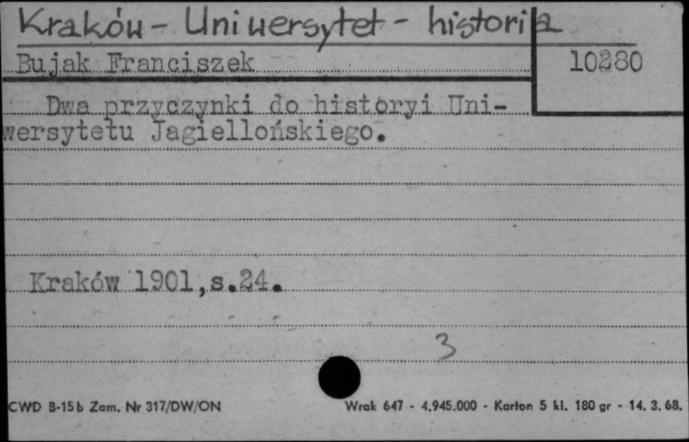 Kraków - Uniwersytet - historia
Bujak Franciszek
10280
Dwa przyczynki do historyi Uni-
wersytetu Jagiellońskiego.
Kraków 1901,s.24.
3
CWD B-15b Zam. Nr 317/DW/ON
Wrak 647 - 4.945.000 - Karton 5 kl. 180 gr - 14. 3. 68.